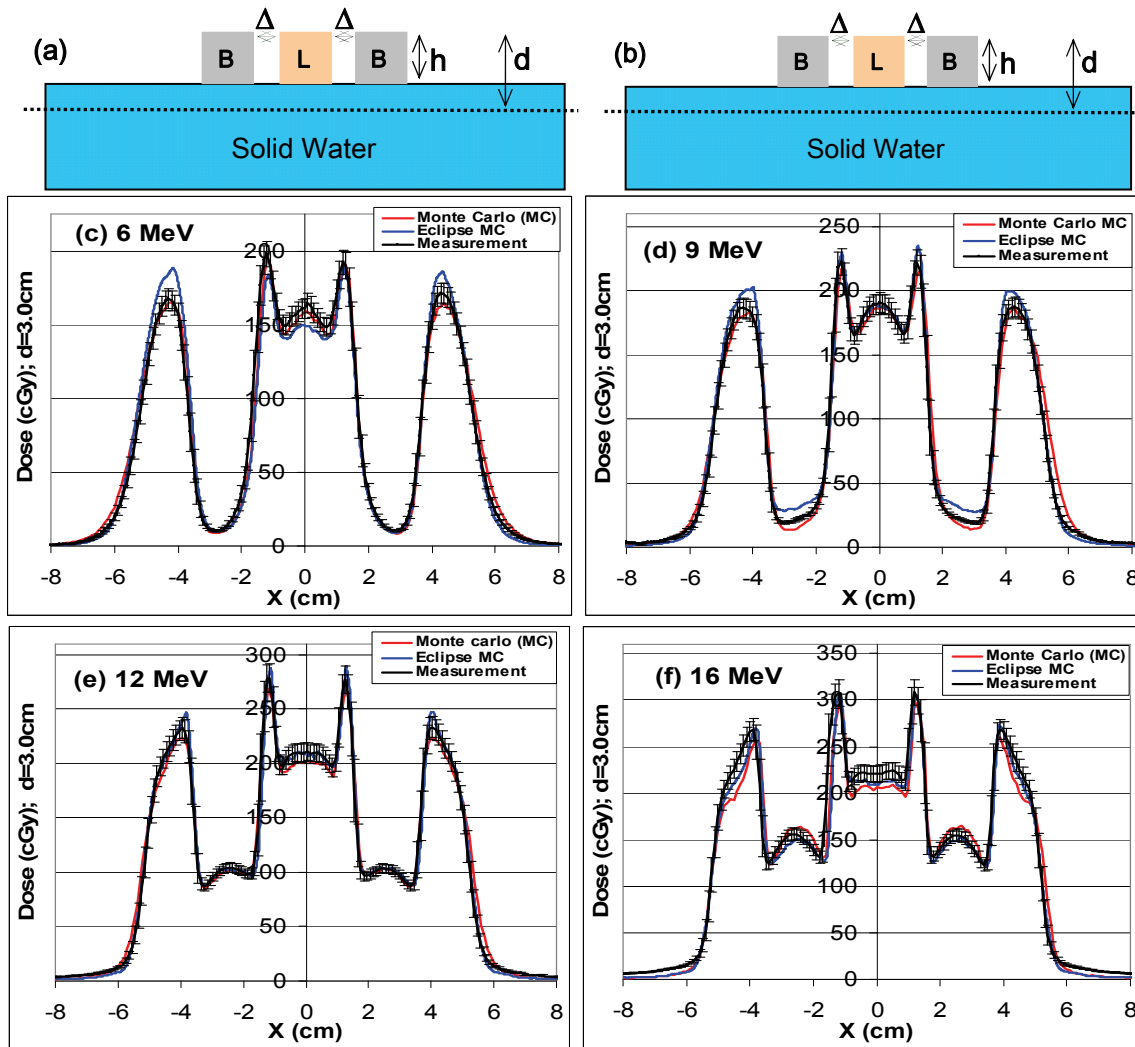 (a) Δ Δ
B L B h d
Solid Water
(b) Δ Δ
B L B h d
Solid Water
(c) 6 MeV
Monte Carlo (MC)
Eclipse MC
Measurement
Dose (cGy); d=3.0cm
200
150
100
50
0
-8 -6 -4 -2 0 2 4 6 8
X (cm)
(d) 9 MeV
Monte Carlo MC
Eclipse MC
Measurement
Dose (cGy); d=3.0cm
250
200
150
100
50
0
-8 -6 -4 -2 0 2 4 6 8
X (cm)
(e) 12 MeV
Monte carlo (MC)
Eclipse MC
Measurement
Dose (cGy); d=3.0cm
300
250
200
150
100
50
0
-8 -6 -4 -2 0 2 4 6 8
X (cm)
(f) 16 MeV
Monte Carlo (MC)
Eclipse MC
Measurement
Dose (cGy); d=3.0cm
350
300
250
200
150
100
50
0
-8 -6 -4 -2 0 2 4 6 8
X (cm)